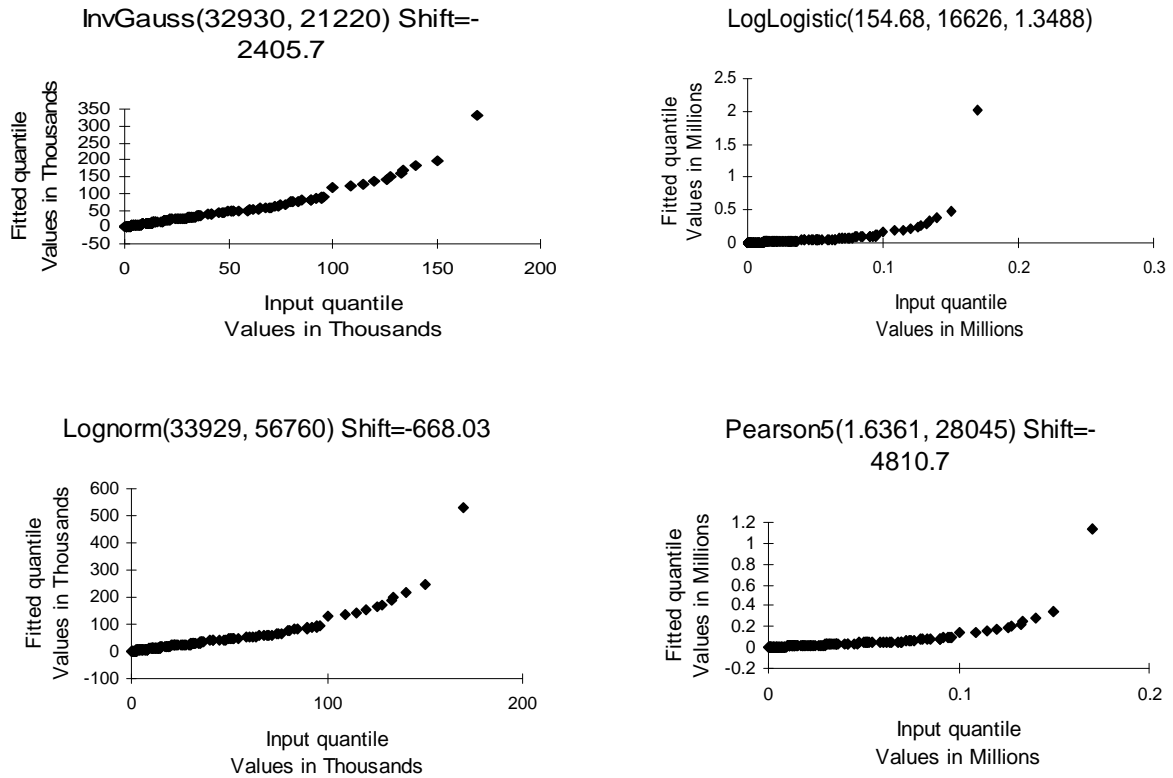 InvGauss(32930, 21220) Shift=-
2405.7
Fitted quantile
Values in Thousands
350
300
250
200
150
100
50
0
-50
0 50 100 150 200
Input quantile
Values in Thousands
LogLogistic(154.68, 16626, 1.3488)
Fitted quantile
Values in Millions
2.5
2
1.5
1
0.5
0
0 0.1 0.2 0.3
Input quantile
Values in Millions
Lognorm(33929, 56760) Shift=-668.03
Fitted quantile
Values in Thousands
600
500
400
300
200
100
0
-100
0 100 200
Input quantile
Values in Thousands
Pearson5(1.6361, 28045) Shift=-
4810.7
Fitted quantile
Values in Millions
1.2
1
0.8
0.6
0.4
0.2
0
-0.2
0 0.1 0.2
Input quantile
Values in Millions